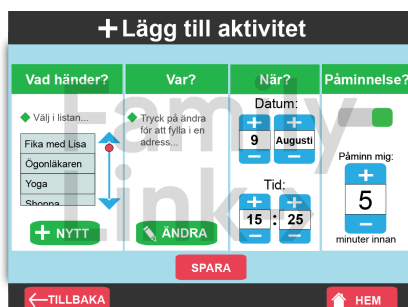 + Lägg till aktivitet
Vad händer?
Var?
När?
Påminnelse?
Välj i listan...
Fika med Lisa
Ögonläkaren
Yoga
Shoppa
+ NYTT
Tryck på ändra
för att fylla i en
adress...
ÄNDRA
Datum:
+ +
9 Augusti
– –
Tid:
+ +
15 : 25
– –
Påminn mig:
+
5
–
minuter innan
SPARA
TILLBAKA
HEM
Family
Link